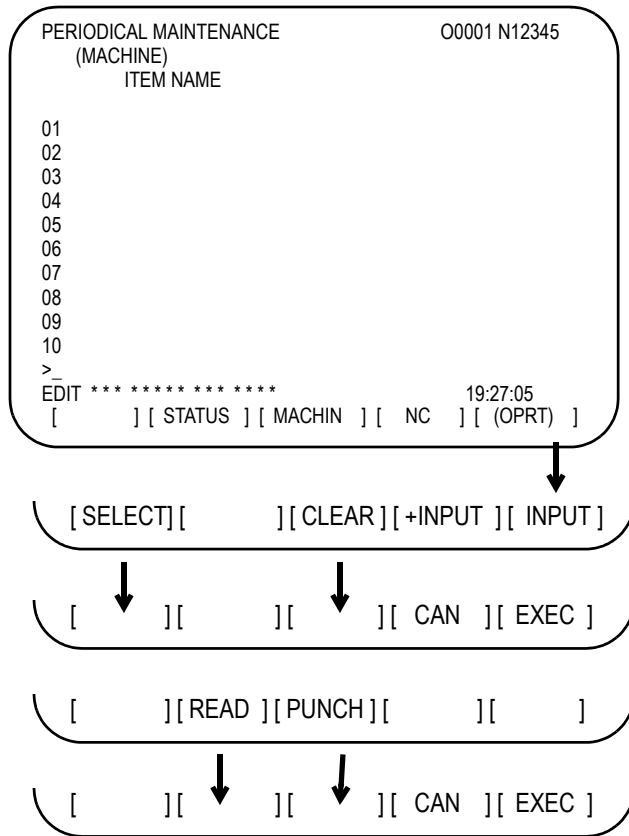 PERIODICAL MAINTENANCE O0001 N12345
(MACHINE)
ITEM NAME
01
02
03
04
05
06
07
08
09
10
>_
EDIT * * * * * * * * * * * * * * * 19:27:05
[ ] [ STATUS ] [ MACHIN ] [ NC ] [ (OPRT) ]
[ SELECT] [ ] [ CLEAR ] [ +INPUT ] [ INPUT ]
[ ] [ ] [ ] [ CAN ] [ EXEC ]
[ ] [ READ ] [ PUNCH ] [ ] [ ]
[ ] [ ] [ ] [ CAN ] [ EXEC ]